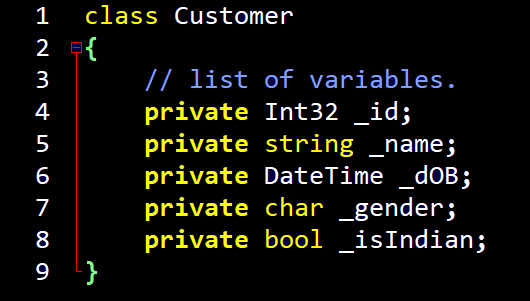 1 class Customer
2 {
3 // list of variables.
4 private Int32 _id;
5 private string _name;
6 private DateTime _dOB;
7 private char _gender;
8 private bool _isIndian;
9 }